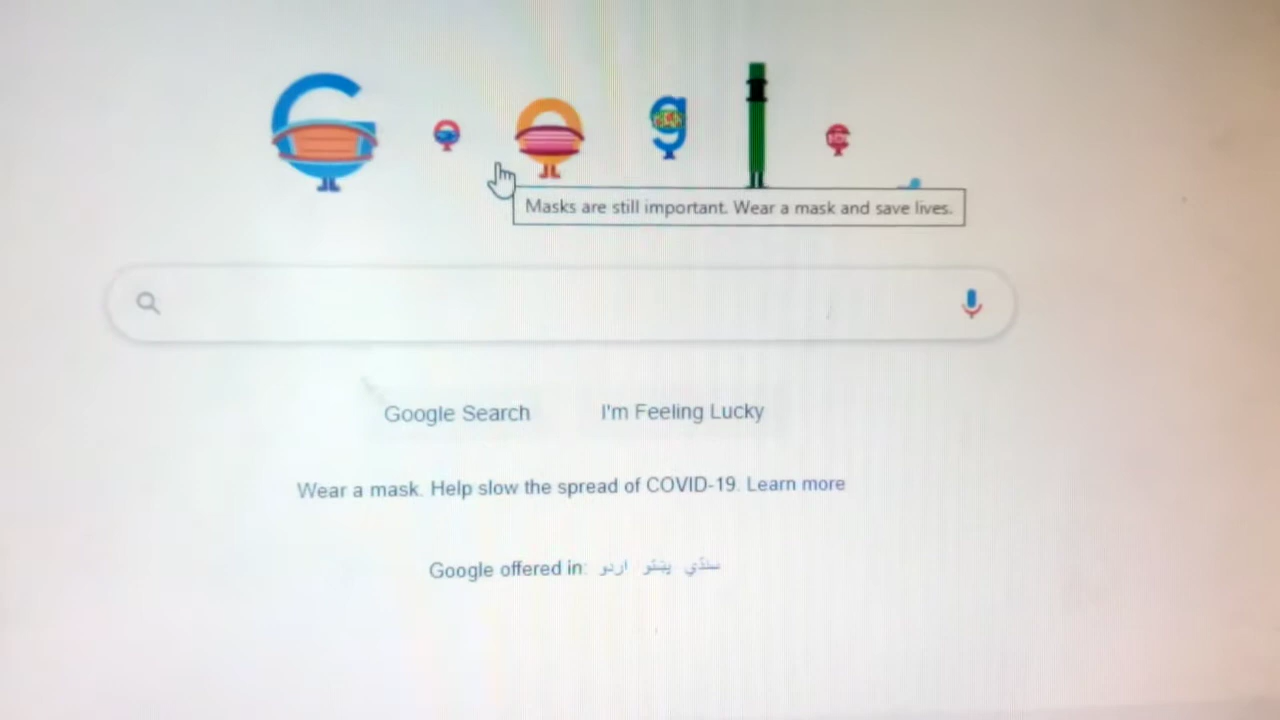 Google
Masks are still important. Wear a mask and save lives.
Google Search
I'm Feeling Lucky
Wear a mask. Help slow the spread of COVID-19. Learn more
Google offered in: اردو پښتو سنڌي